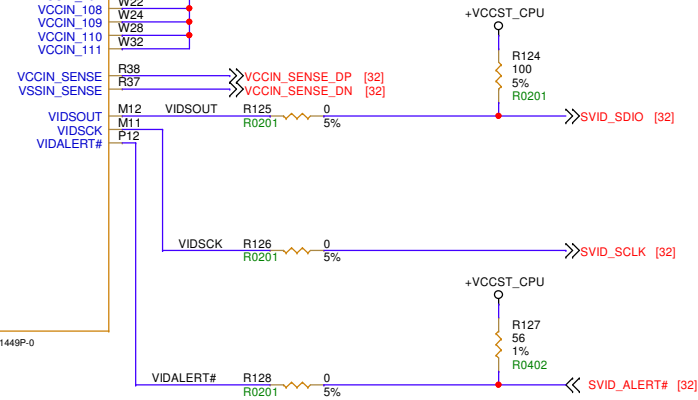 W22
VCCIN_108
W24
VCCIN_109
W28
VCCIN_110
W32
VCCIN_111
+VCCST_CPU
R124
100
5%
R0201
VCCIN_SENSE R38 VCCIN_SENSE_DP [32]
VSSIN_SENSE R37 VCCIN_SENSE_DN [32]
VIDSOUT M12 VIDSOUT R125 0
R0201 5%
SVID_SDIO [32]
VIDSCK M11
VIDALERT# P12
VIDSCK R126 0
R0201 5%
SVID_SCLK [32]
+VCCST_CPU
R127
56
1%
R0402
1449P-0
VIDALERT# R128 0
R0201 5%
SVID_ALERT# [32]